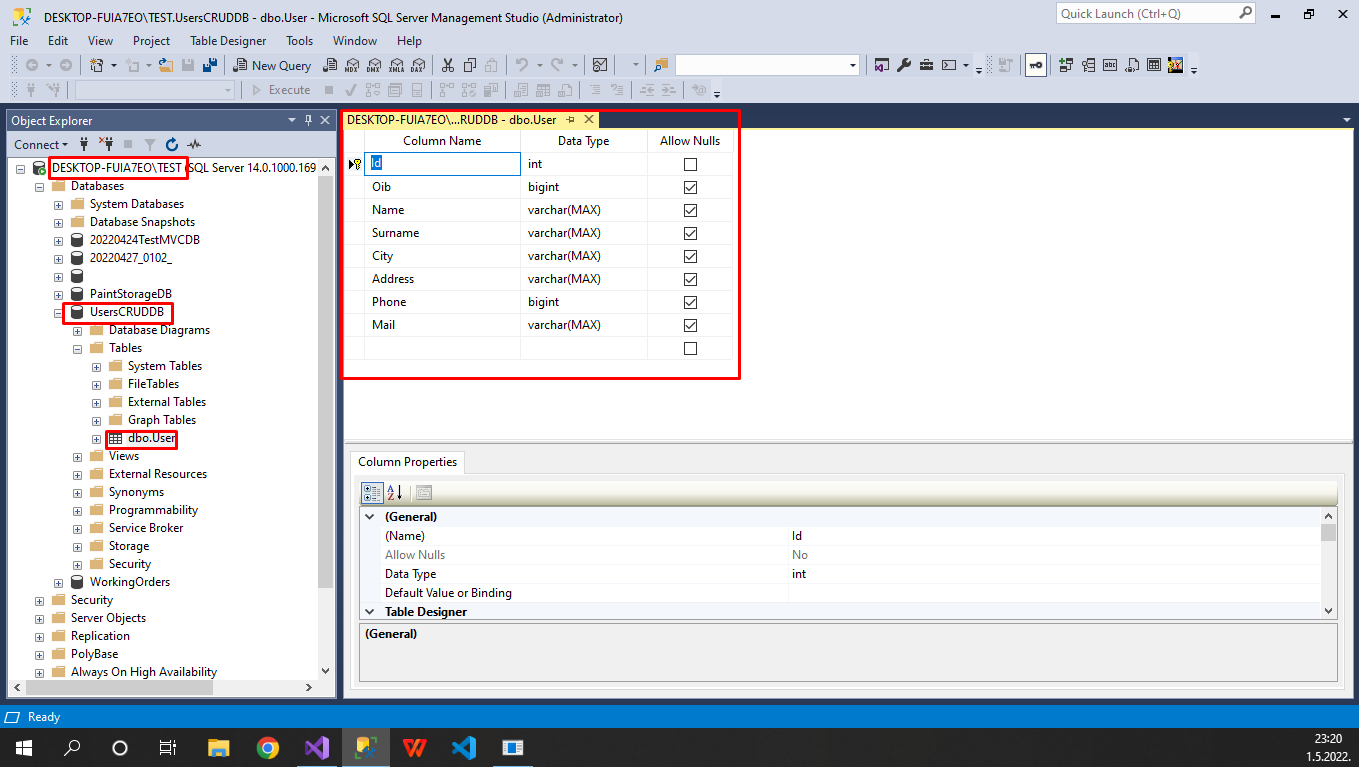 DESKTOP-FUIA7EO\TEST.UsersCRUDDB - dbo.User - Microsoft SQL Server Management Studio (Administrator)
Quick Launch (Ctrl+Q)
File Edit View Project Table Designer Tools Window Help
New Query MDX DMX XMLA DAX
Execute
Object Explorer
Connect
DESKTOP-FUIA7EO\TEST (SQL Server 14.0.1000.169
Databases
System Databases
Database Snapshots
20220424TestMVCDB
20220427_0102_
PaintStorageDB
UsersCRUDDB
Database Diagrams
Tables
System Tables
FileTables
External Tables
Graph Tables
dbo.User
Views
External Resources
Synonyms
Programmability
Service Broker
Storage
Security
WorkingOrders
Security
Server Objects
Replication
PolyBase
Always On High Availability
DESKTOP-FUIA7EO\...RUDDB - dbo.User
Column Name Data Type Allow Nulls
Id int
Oib bigint
Name varchar(MAX)
Surname varchar(MAX)
City varchar(MAX)
Address varchar(MAX)
Phone bigint
Mail varchar(MAX)
Column Properties
(General)
(Name) Id
Allow Nulls No
Data Type int
Default Value or Binding
Table Designer
(General)
Ready
23:20
1.5.2022.